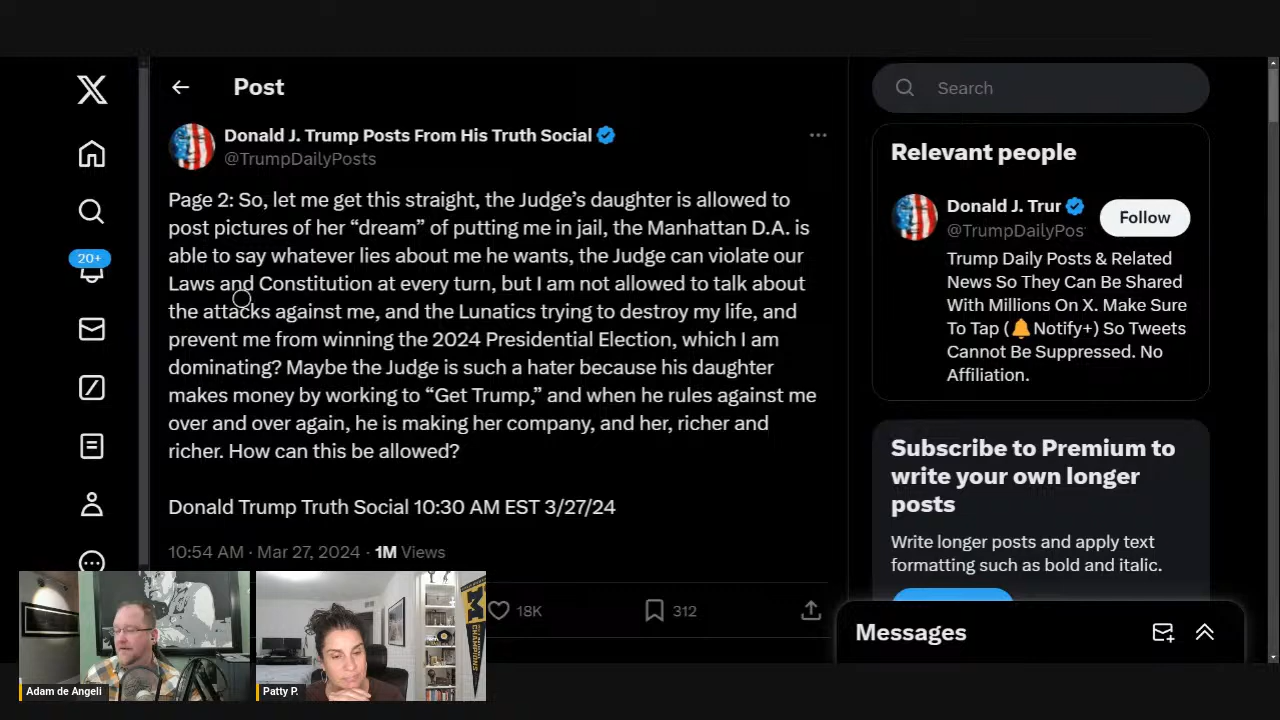 Post
Search
Donald J. Trump Posts From His Truth Social
@TrumpDailyPosts
Page 2: So, let me get this straight, the Judge’s daughter is allowed to
post pictures of her “dream” of putting me in jail, the Manhattan D.A. is
able to say whatever lies about me he wants, the Judge can violate our
Laws and Constitution at every turn, but I am not allowed to talk about
the attacks against me, and the Lunatics trying to destroy my life, and
prevent me from winning the 2024 Presidential Election, which I am
dominating? Maybe the Judge is such a hater because his daughter
makes money by working to “Get Trump,” and when he rules against me
over and over again, he is making her company, and her, richer and
richer. How can this be allowed?
Donald Trump Truth Social 10:30 AM EST 3/27/24
10:54 AM · Mar 27, 2024 · 1M Views
18K
312
20+
Relevant people
Donald J. Trur
@TrumpDailyPos
Follow
Trump Daily Posts & Related
News So They Can Be Shared
With Millions On X. Make Sure
To Tap (🔔Notify+) So Tweets
Cannot Be Suppressed. No
Affiliation.
Subscribe to Premium to
write your own longer
posts
Write longer posts and apply text
formatting such as bold and italic.
Messages
Adam de Angeli
Patty P.